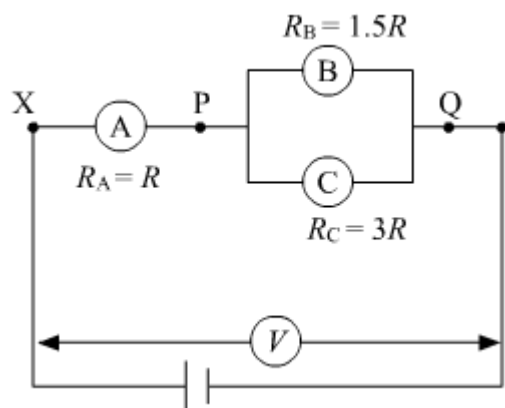 R_B = 1.5R
B
X
P
Q
A
R_A = R
C
R_C = 3R
V